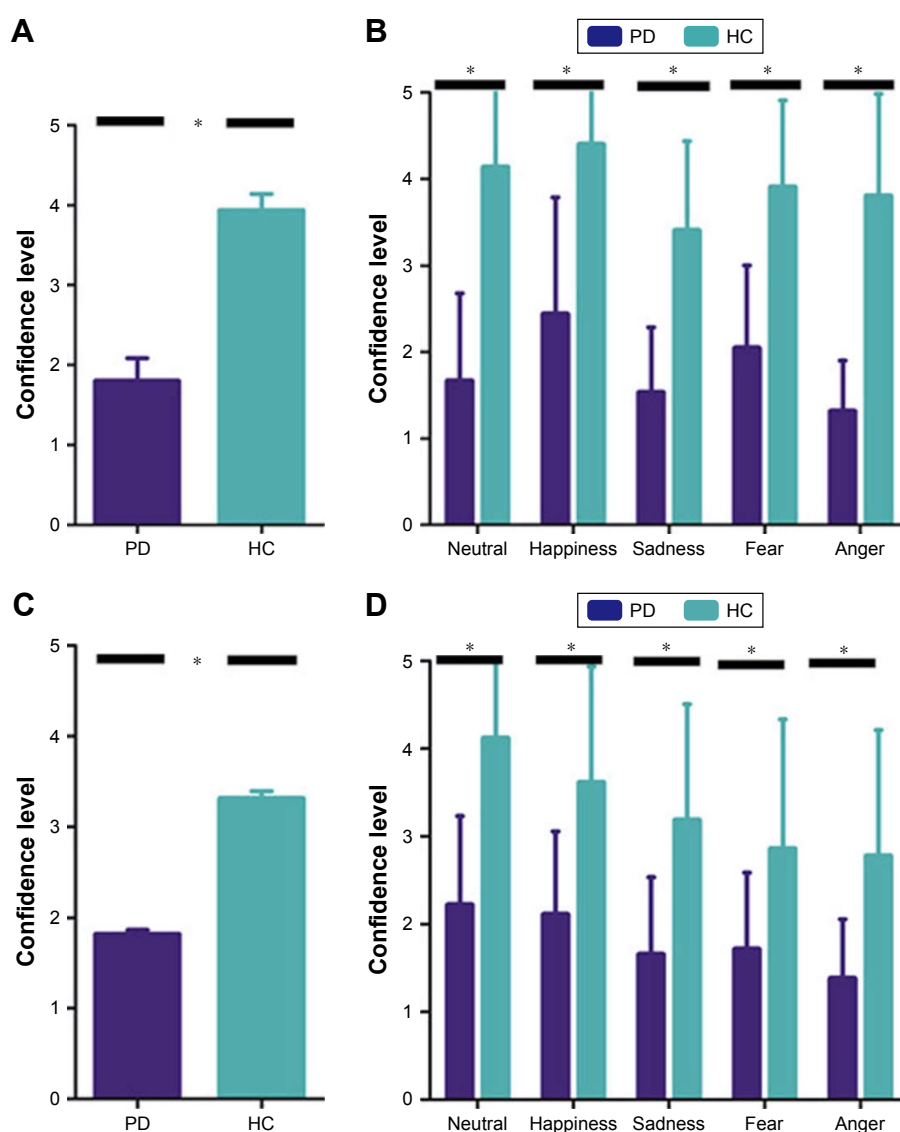 A
5
4
3
2
1
0
Confidence level
*
PD
HC
B
PD HC
5
4
3
2
1
0
Confidence level
* * * * *
Neutral Happiness Sadness Fear Anger
C
5
4
3
2
1
0
Confidence level
*
PD
HC
D
PD HC
5
4
3
2
1
0
Confidence level
* * * * *
Neutral Happiness Sadness Fear Anger